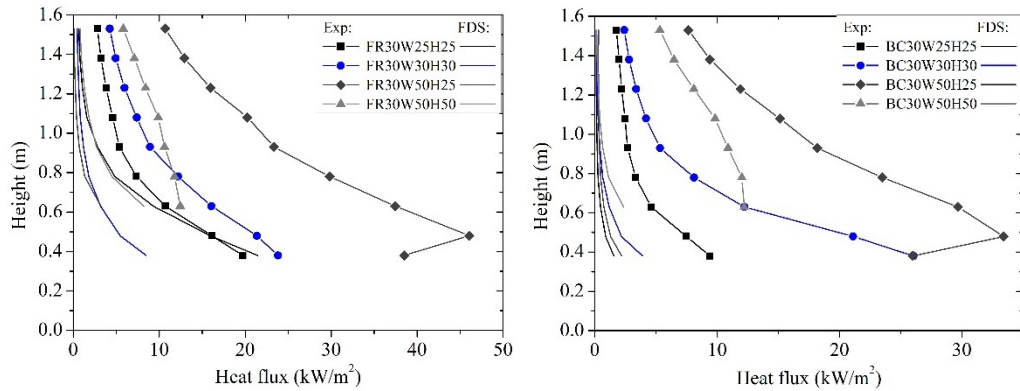 Exp: FDS:
FR30W25H25
FR30W30H30
FR30W50H25
FR30W50H50
1.6
1.4
1.2
1.0
0.8
0.6
0.4
0.2
0.0
Height (m)
0 10 20 30 40 50
Heat flux (kW/m²)
Exp: FDS:
BC30W25H25
BC30W30H30
BC30W50H25
BC30W50H50
1.6
1.4
1.2
1.0
0.8
0.6
0.4
0.2
0.0
Height (m)
0 10 20 30
Heat flux (kW/m²)